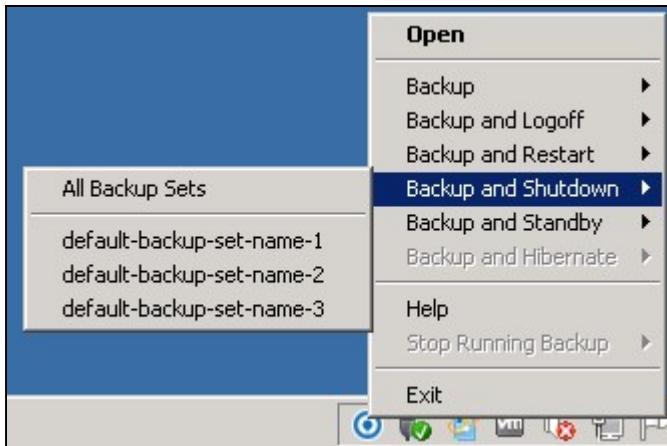 Open
Backup
Backup and Logoff
Backup and Restart
Backup and Shutdown
Backup and Standby
Backup and Hibernate
Help
Stop Running Backup
Exit
All Backup Sets
default-backup-set-name-1
default-backup-set-name-2
default-backup-set-name-3